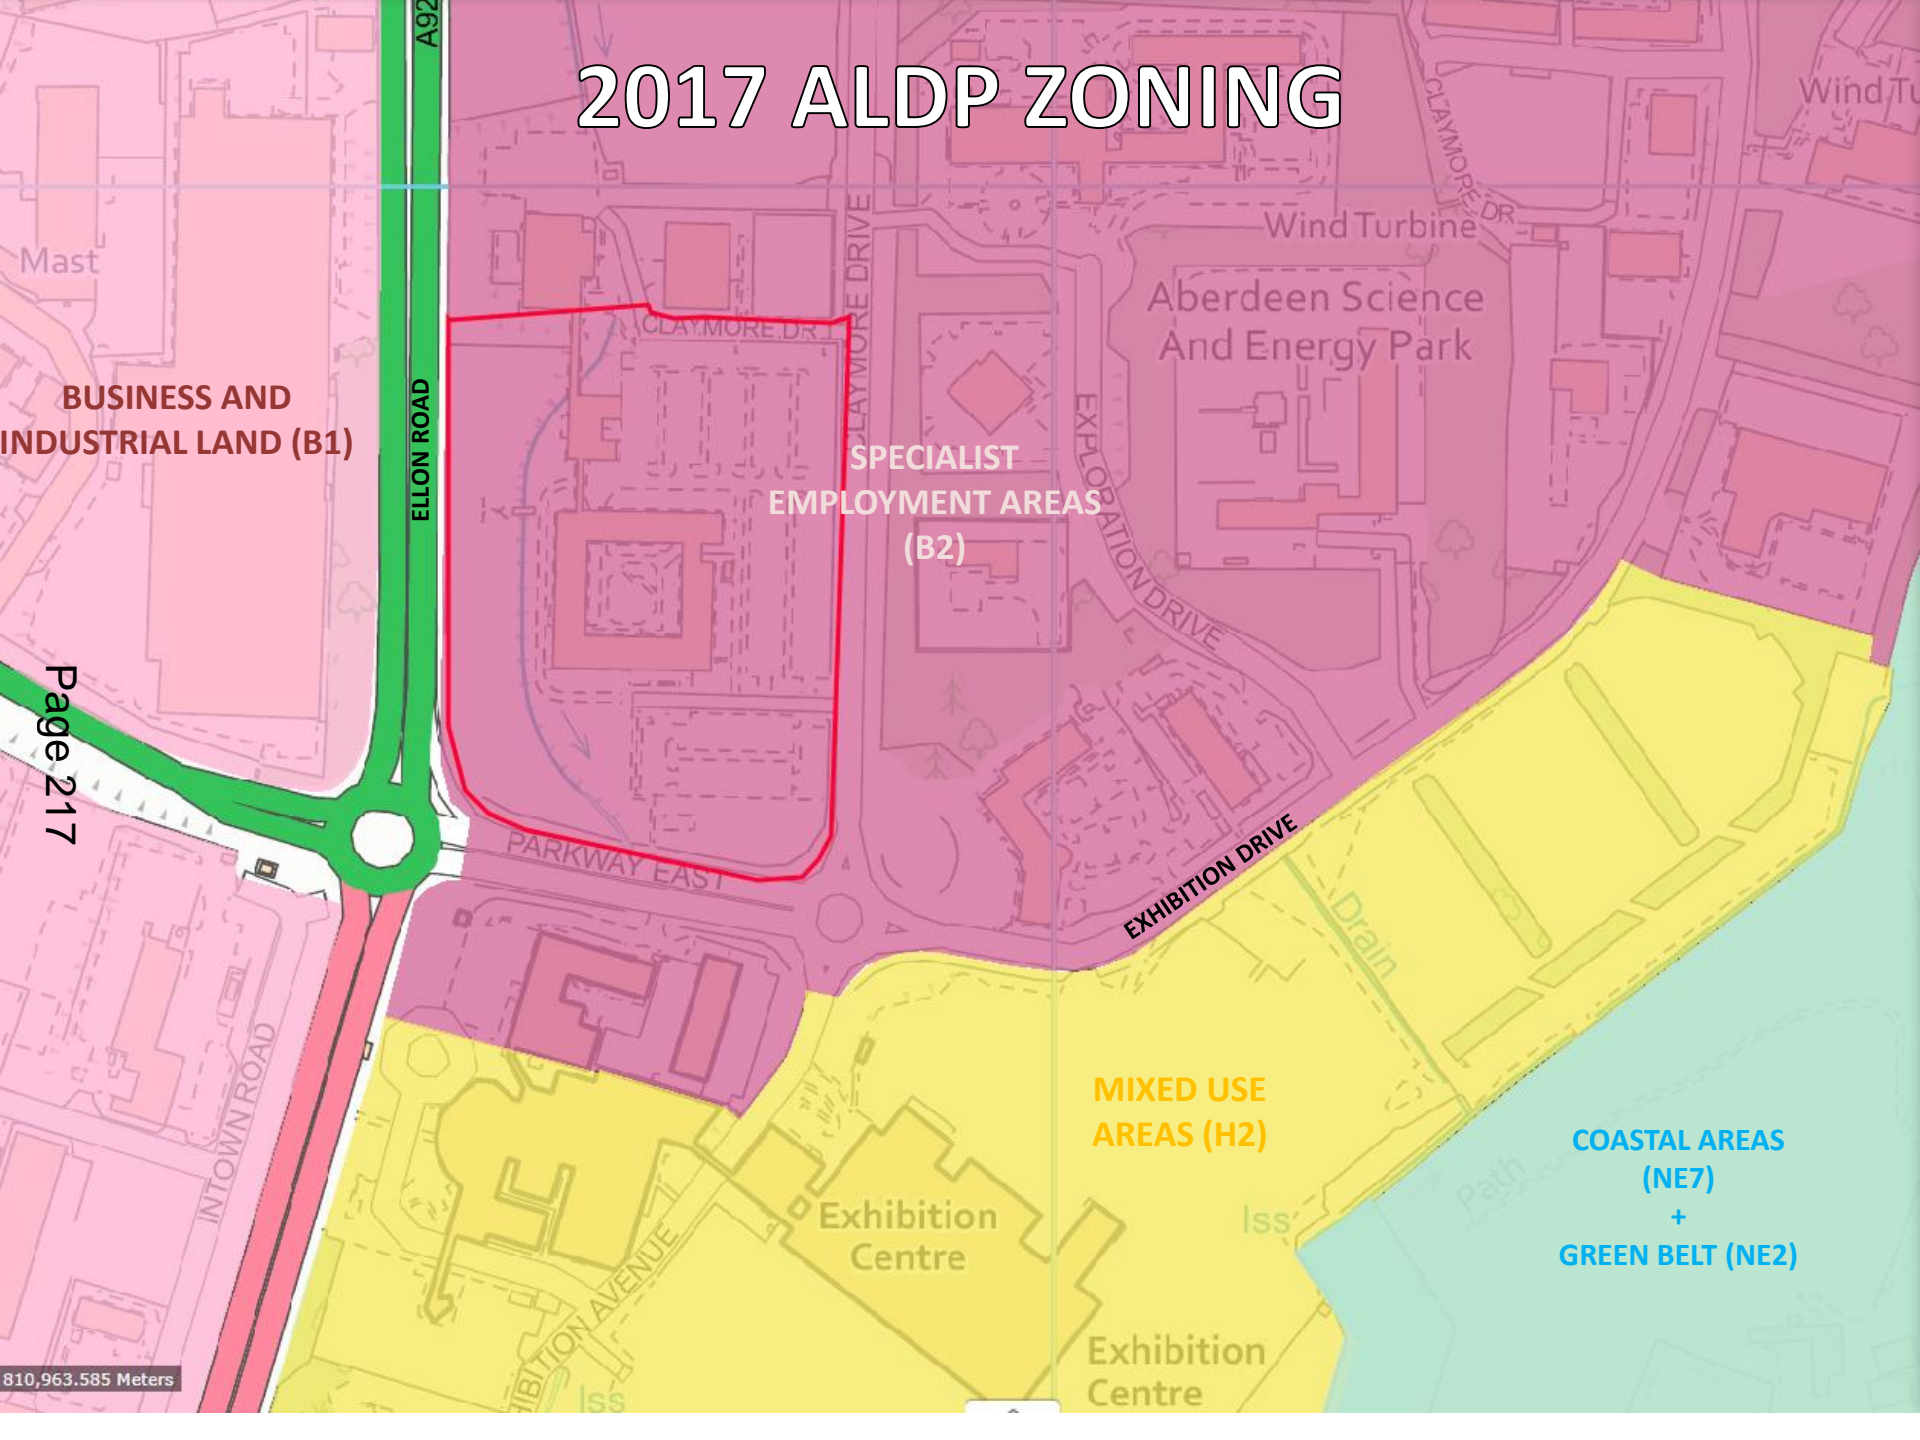 A92
2017 ALDP ZONING
Wind Tu
CLAYMORE DR
Wind Turbine
Mast
CLAYMORE DRIVE
Aberdeen Science
And Energy Park
CLAYMORE DR
BUSINESS AND
INDUSTRIAL LAND (B1)
ELLON ROAD
SPECIALIST
EMPLOYMENT AREAS
(B2)
CLAYMORE DRIVE
EXPLORATION DRIVE
Page 217
PARKWAY EAST
EXHIBITION DRIVE
Drain
INTOWN ROAD
MIXED USE
AREAS (H2)
COASTAL AREAS
(NE7)
+
GREEN BELT (NE2)
Path
Iss
Exhibition
Centre
HIBITION AVENUE
Exhibition
Centre
810,963.585 Meters
Iss